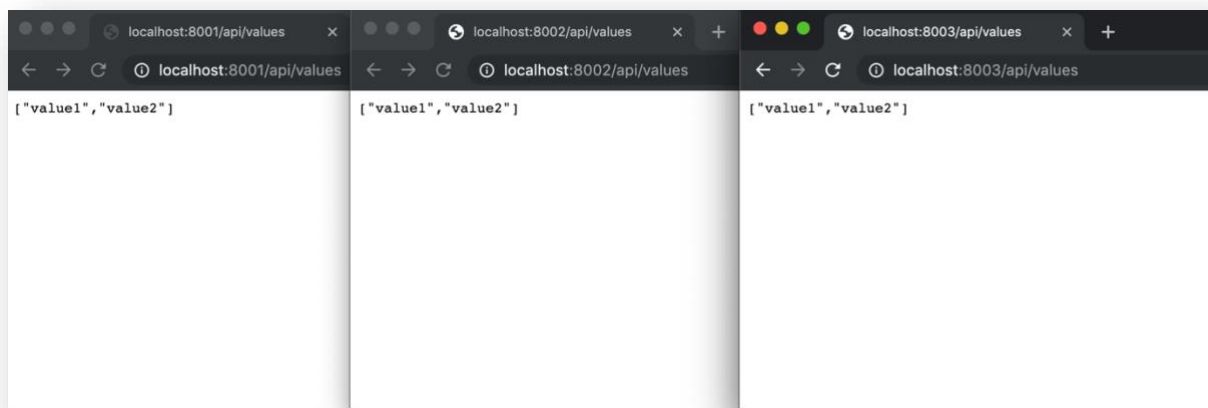 localhost:8001/api/values
localhost:8001/api/values
["value1","value2"]
localhost:8002/api/values
localhost:8002/api/values
["value1","value2"]
localhost:8003/api/values
localhost:8003/api/values
["value1","value2"]